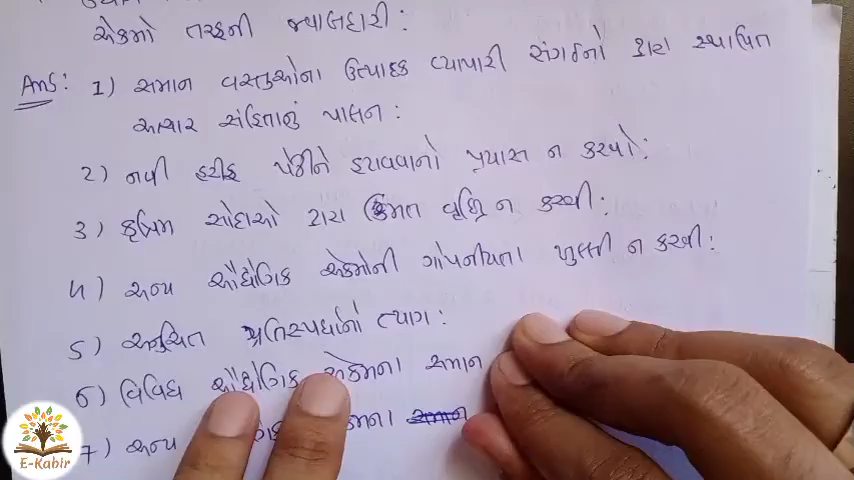 એકમો તરફની જવાબદારી :
Ans : 1) સમાન વસ્તુઓના ઉત્પાદક વ્યાપારી સંગઠનો દ્વારા સ્થાપિત
આચાર સંહિતાનું પાલન :
2) નવી હરીફ પેઢીને હટાવવાનો પ્રયાસ ન કરવો :
3) કૃત્રિમ સોદાઓ દ્વારા કિંમત વૃદ્ધિ ન કરવી :
4) અન્ય ઔદ્યોગિક એકમોની ગોપનીયતા ખુલ્લી ન કરવી :
5) અનુચિત પ્રતિસ્પર્ધાનો ત્યાગ :
6) વિવિધ ઔદ્યોગિક એકમના સમાન
7) અન્ય
E-Kabir